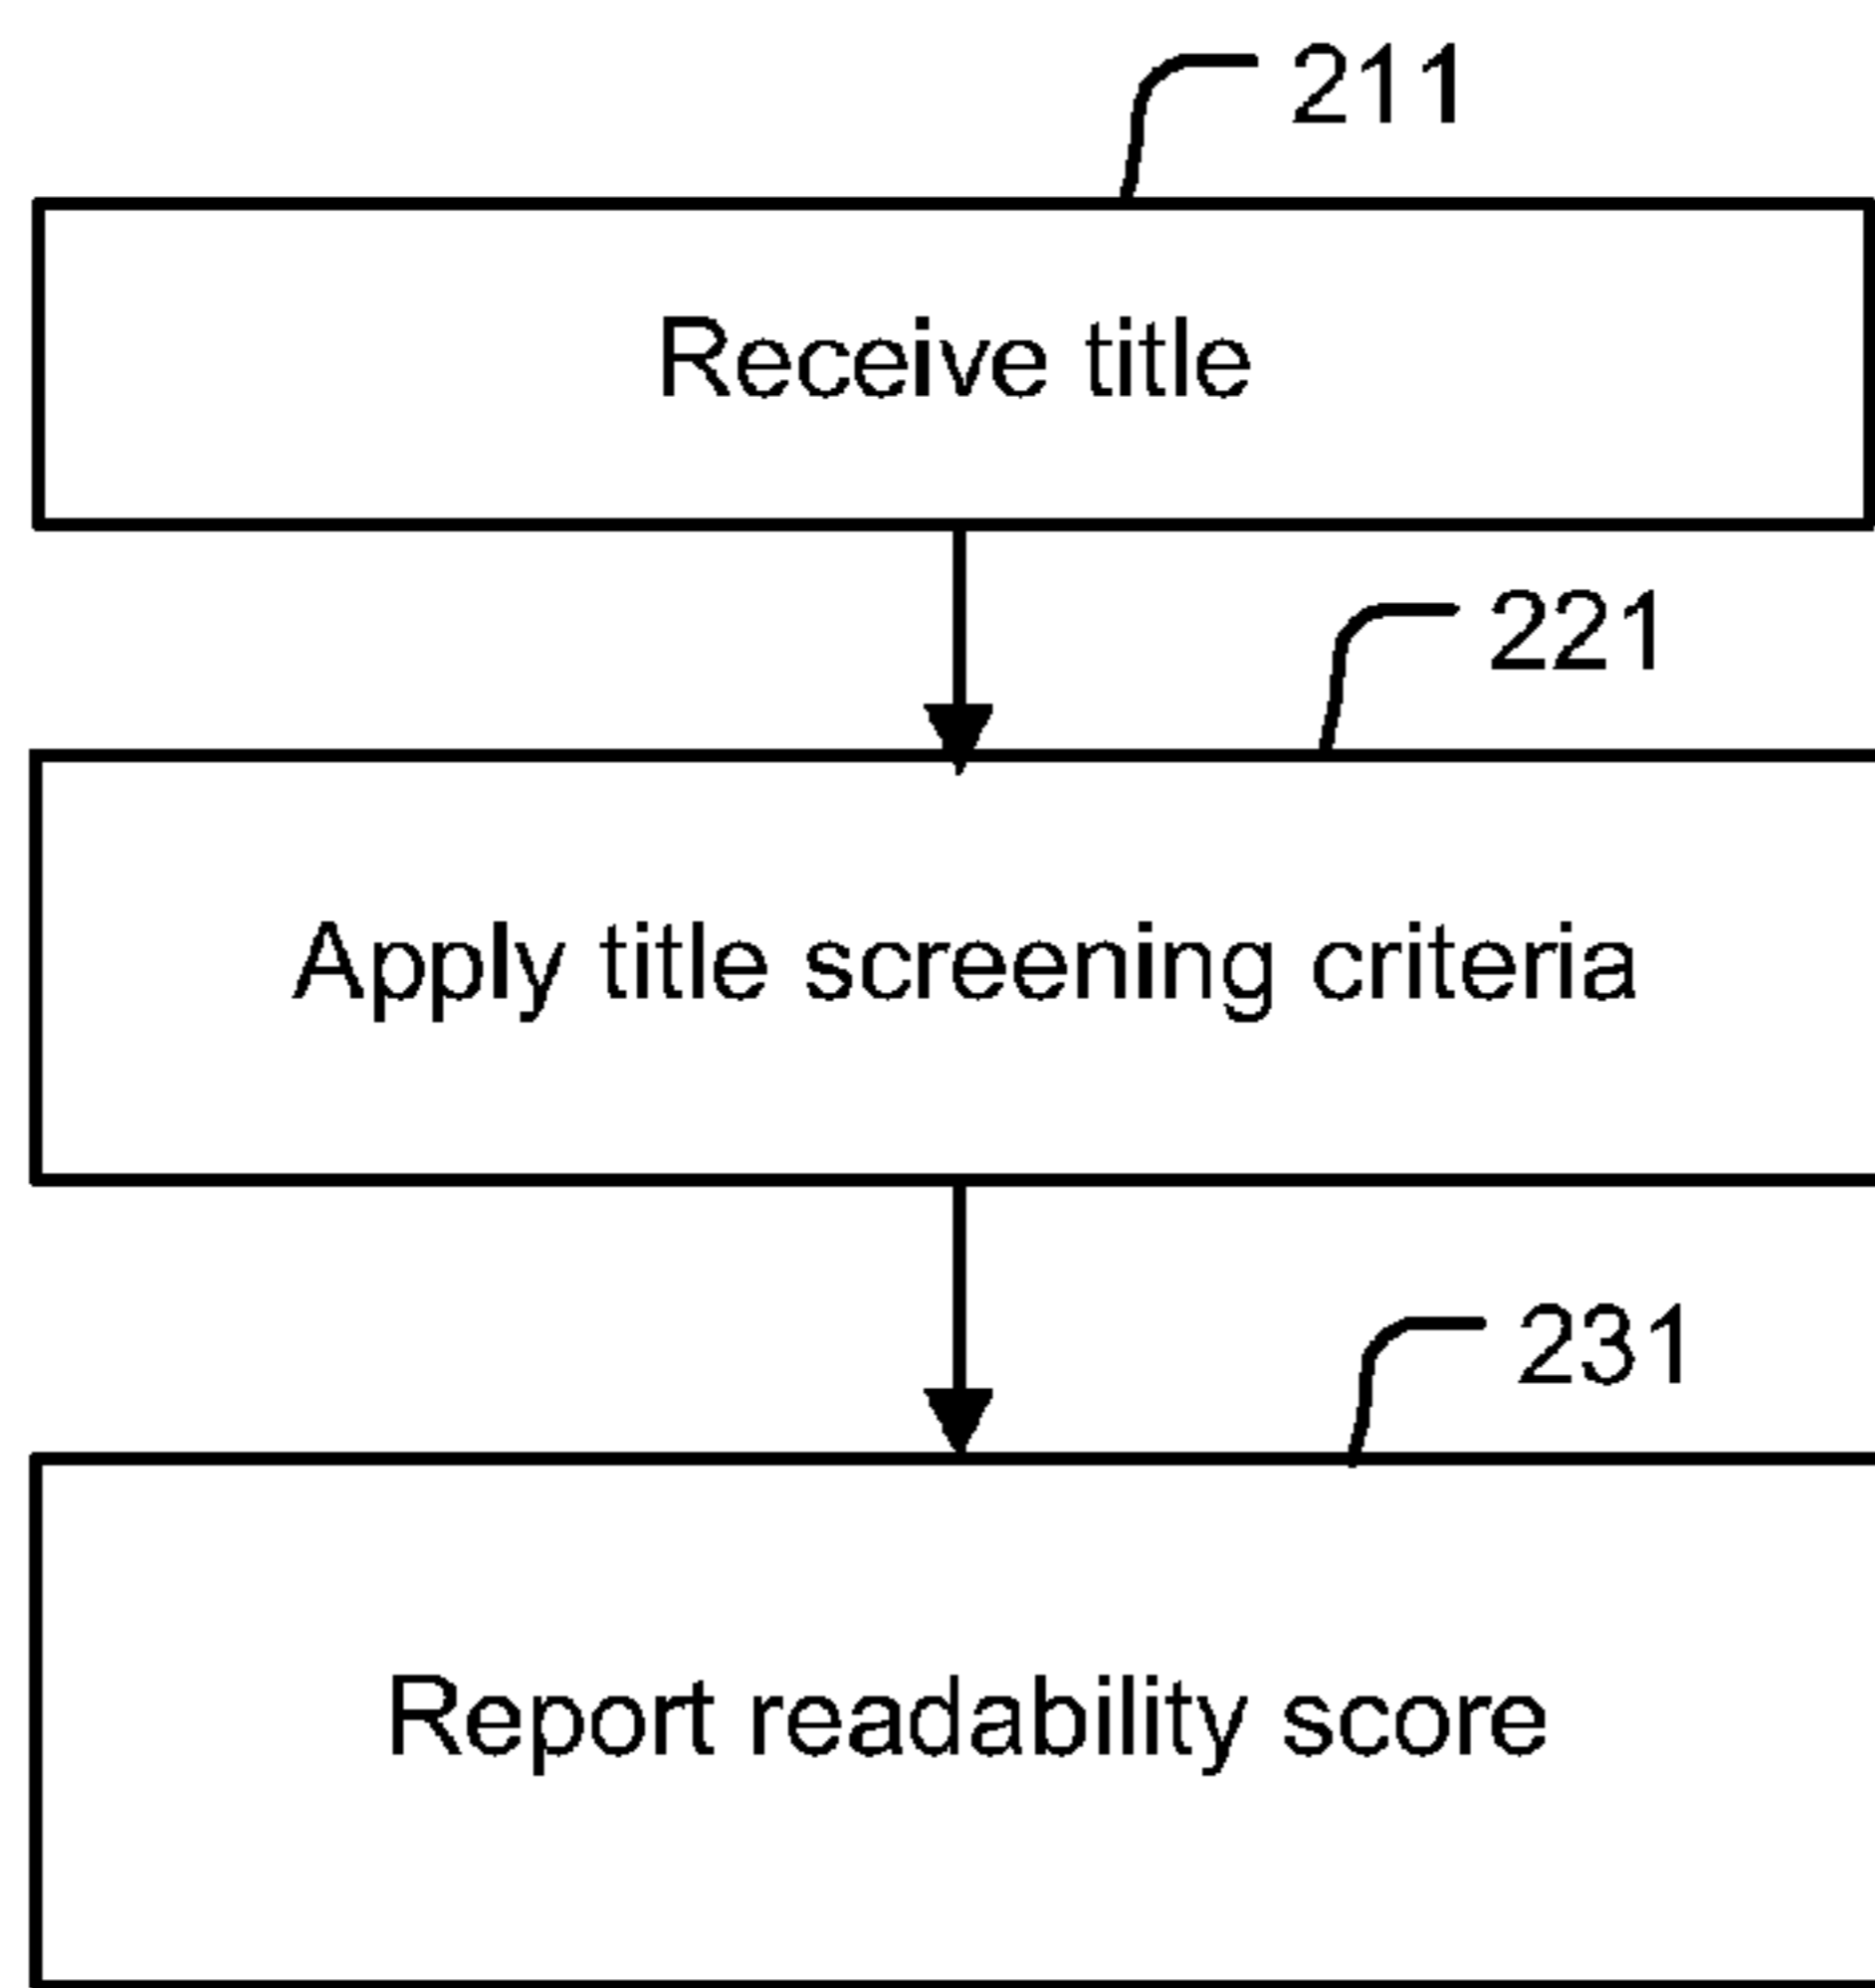 211
Receive title
221
Apply title screening criteria
231
Report readability score